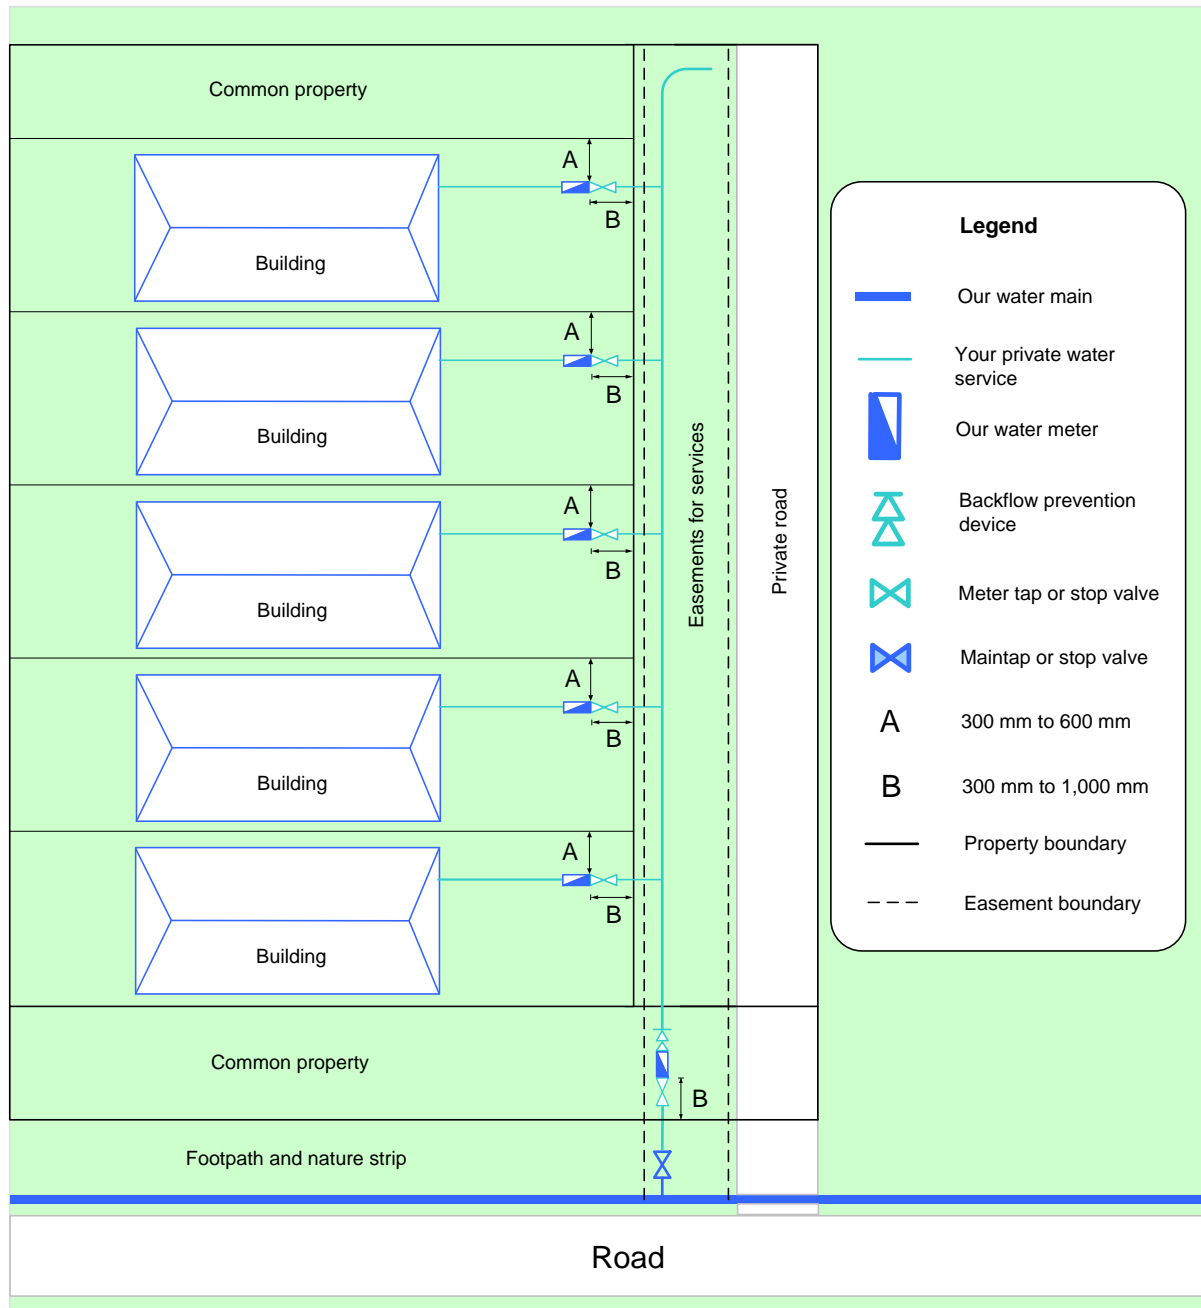 Common property
A
B
Building
A
B
Building
A
B
Building
A
B
Building
A
B
Building
Common property
B
Footpath and nature strip
Road
Easements for services
Private road
Legend
Our water main
Your private water
service
Our water meter
Backflow prevention
device
Meter tap or stop valve
Maintap or stop valve
A 300 mm to 600 mm
B 300 mm to 1,000 mm
Property boundary
Easement boundary